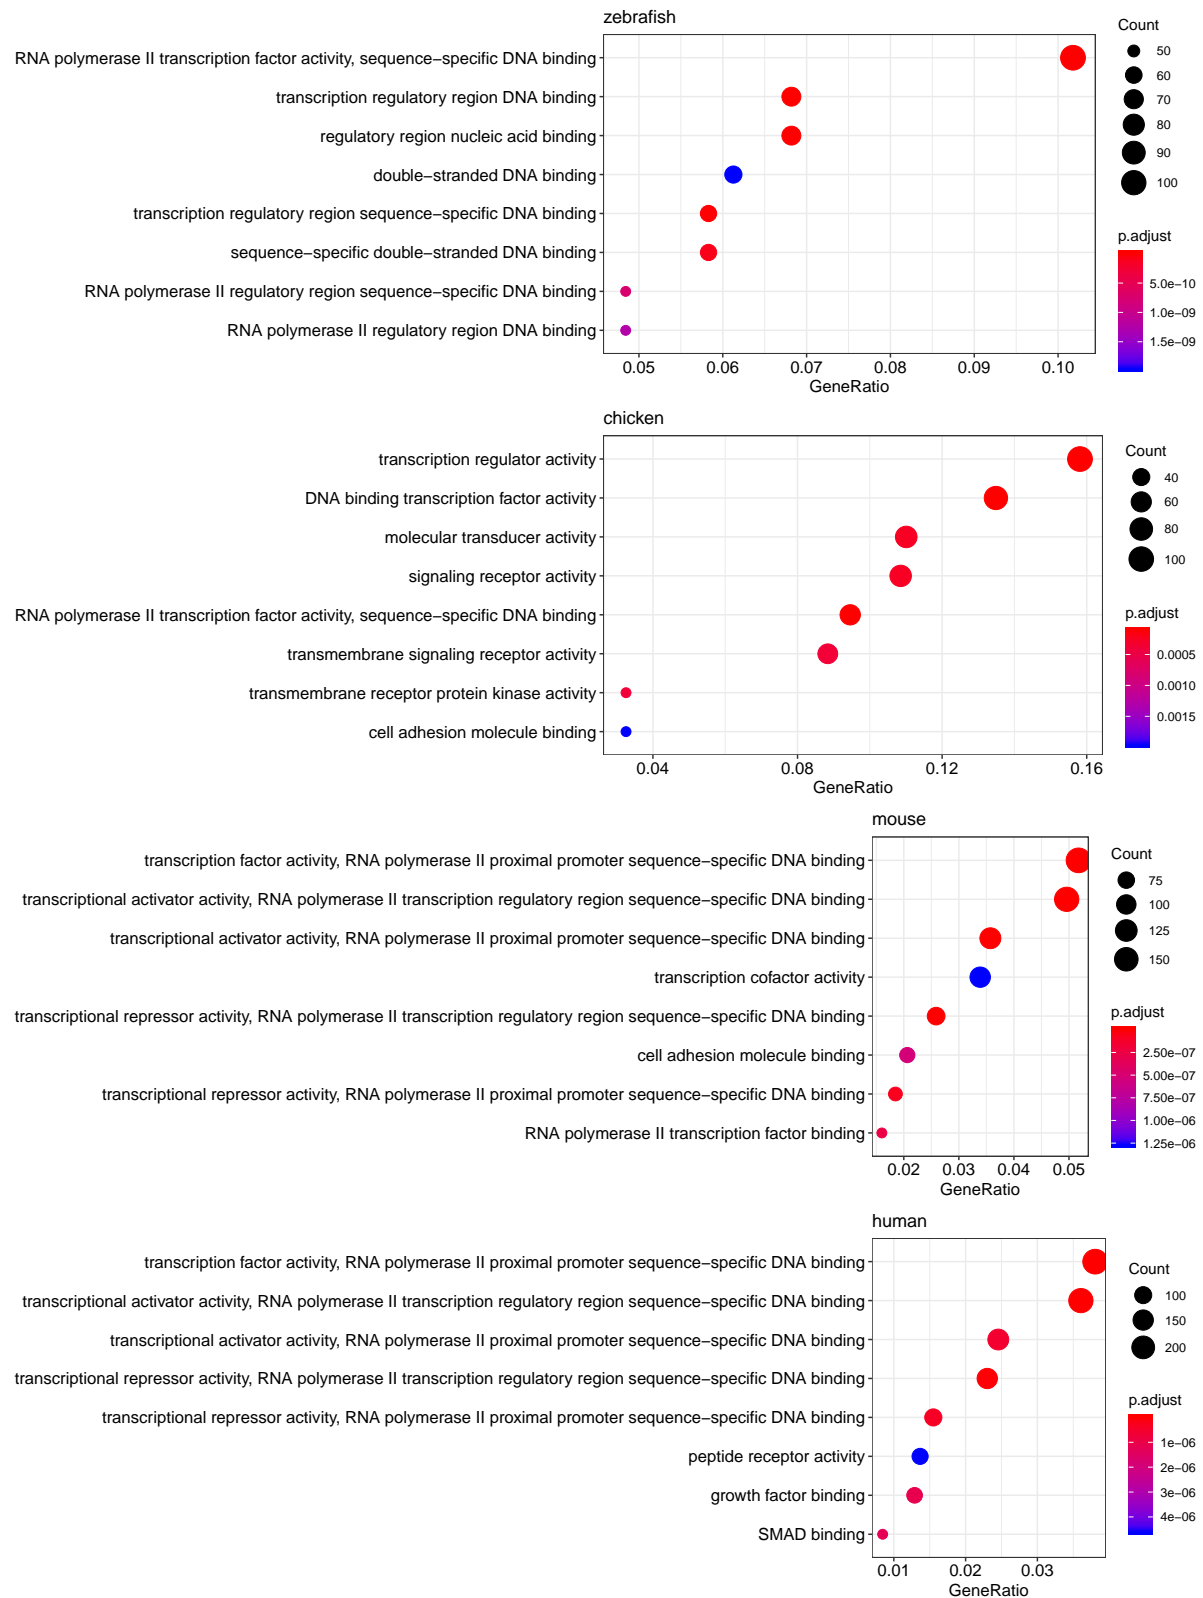 zebrafish
RNA polymerase II transcription factor activity, sequence−specific DNA binding
transcription regulatory region DNA binding
regulatory region nucleic acid binding
double−stranded DNA binding
transcription regulatory region sequence−specific DNA binding
sequence−specific double−stranded DNA binding
RNA polymerase II regulatory region sequence−specific DNA binding
RNA polymerase II regulatory region DNA binding
0.05 0.06 0.07 0.08 0.09 0.10
GeneRatio
Count
50
60
70
80
90
100
p.adjust
5.0e−10
1.0e−09
1.5e−09
chicken
transcription regulator activity
DNA binding transcription factor activity
molecular transducer activity
signaling receptor activity
RNA polymerase II transcription factor activity, sequence−specific DNA binding
transmembrane signaling receptor activity
transmembrane receptor protein kinase activity
cell adhesion molecule binding
0.04 0.08 0.12 0.16
GeneRatio
Count
40
60
80
100
p.adjust
0.0005
0.0010
0.0015
mouse
transcription factor activity, RNA polymerase II proximal promoter sequence−specific DNA binding
transcriptional activator activity, RNA polymerase II transcription regulatory region sequence−specific DNA binding
transcriptional activator activity, RNA polymerase II proximal promoter sequence−specific DNA binding
transcription cofactor activity
transcriptional repressor activity, RNA polymerase II transcription regulatory region sequence−specific DNA binding
cell adhesion molecule binding
transcriptional repressor activity, RNA polymerase II proximal promoter sequence−specific DNA binding
RNA polymerase II transcription factor binding
0.02 0.03 0.04 0.05
GeneRatio
Count
75
100
125
150
p.adjust
2.50e−07
5.00e−07
7.50e−07
1.00e−06
1.25e−06
human
transcription factor activity, RNA polymerase II proximal promoter sequence−specific DNA binding
transcriptional activator activity, RNA polymerase II transcription regulatory region sequence−specific DNA binding
transcriptional activator activity, RNA polymerase II proximal promoter sequence−specific DNA binding
transcriptional repressor activity, RNA polymerase II transcription regulatory region sequence−specific DNA binding
transcriptional repressor activity, RNA polymerase II proximal promoter sequence−specific DNA binding
peptide receptor activity
growth factor binding
SMAD binding
0.01 0.02 0.03
GeneRatio
Count
100
150
200
p.adjust
1e−06
2e−06
3e−06
4e−06